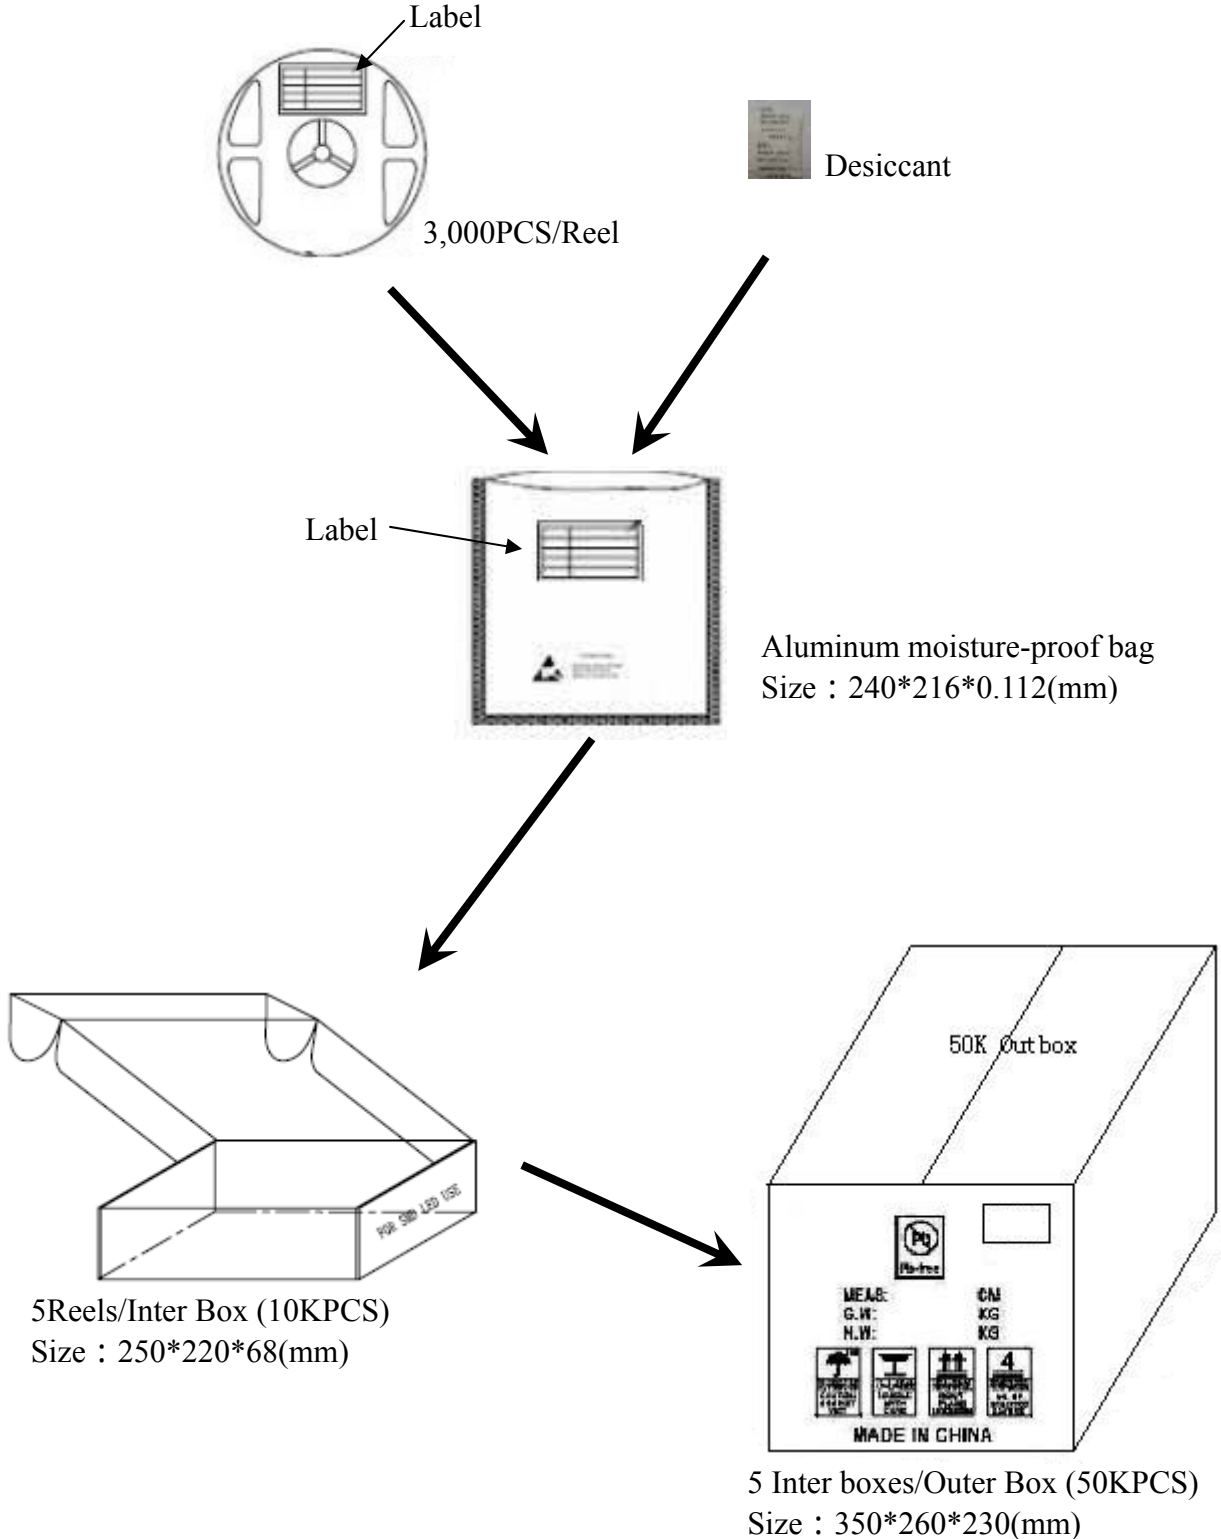 Label
Desiccant
3,000PCS/Reel
Label
Aluminum moisture-proof bag
Size：240*216*0.112(mm)
50K Outbox
FOR SMD LED USE
Pb
Pb-free
MEAS: CM
G.W: KG
N.W: KG
4
MADE IN CHINA
5Reels/Inter Box (10KPCS)
Size：250*220*68(mm)
5 Inter boxes/Outer Box (50KPCS)
Size：350*260*230(mm)